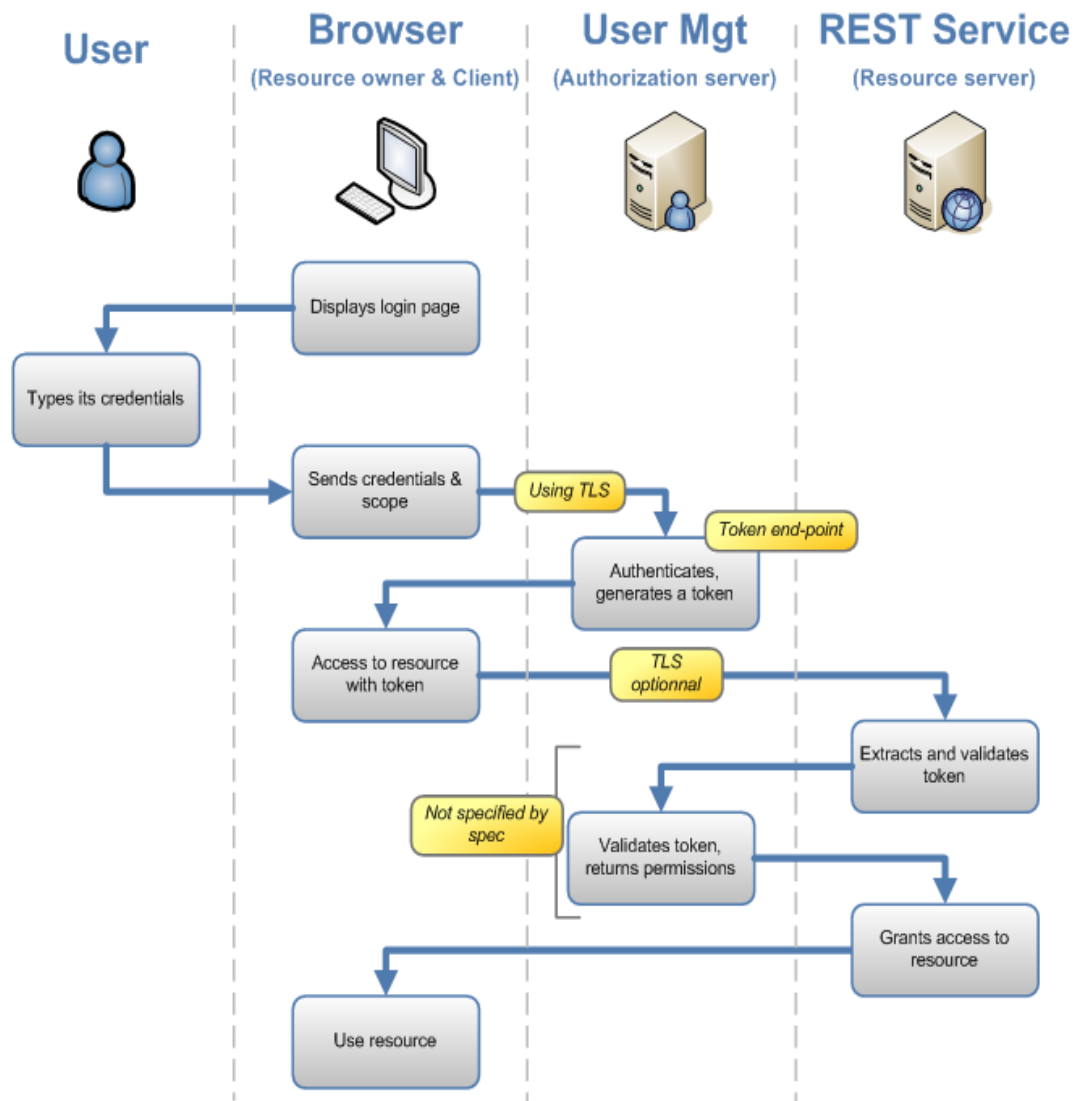 User
Browser
(Resource owner & Client)
User Mgt
(Authorization server)
REST Service
(Resource server)
Displays login page
Types its credentials
Sends credentials &
scope
Using TLS
Token end-point
Authenticates,
generates a token
Access to resource
with token
TLS
optionnal
Extracts and validates
token
Not specified by
spec
Validates token,
returns permissions
Grants access to
resource
Use resource